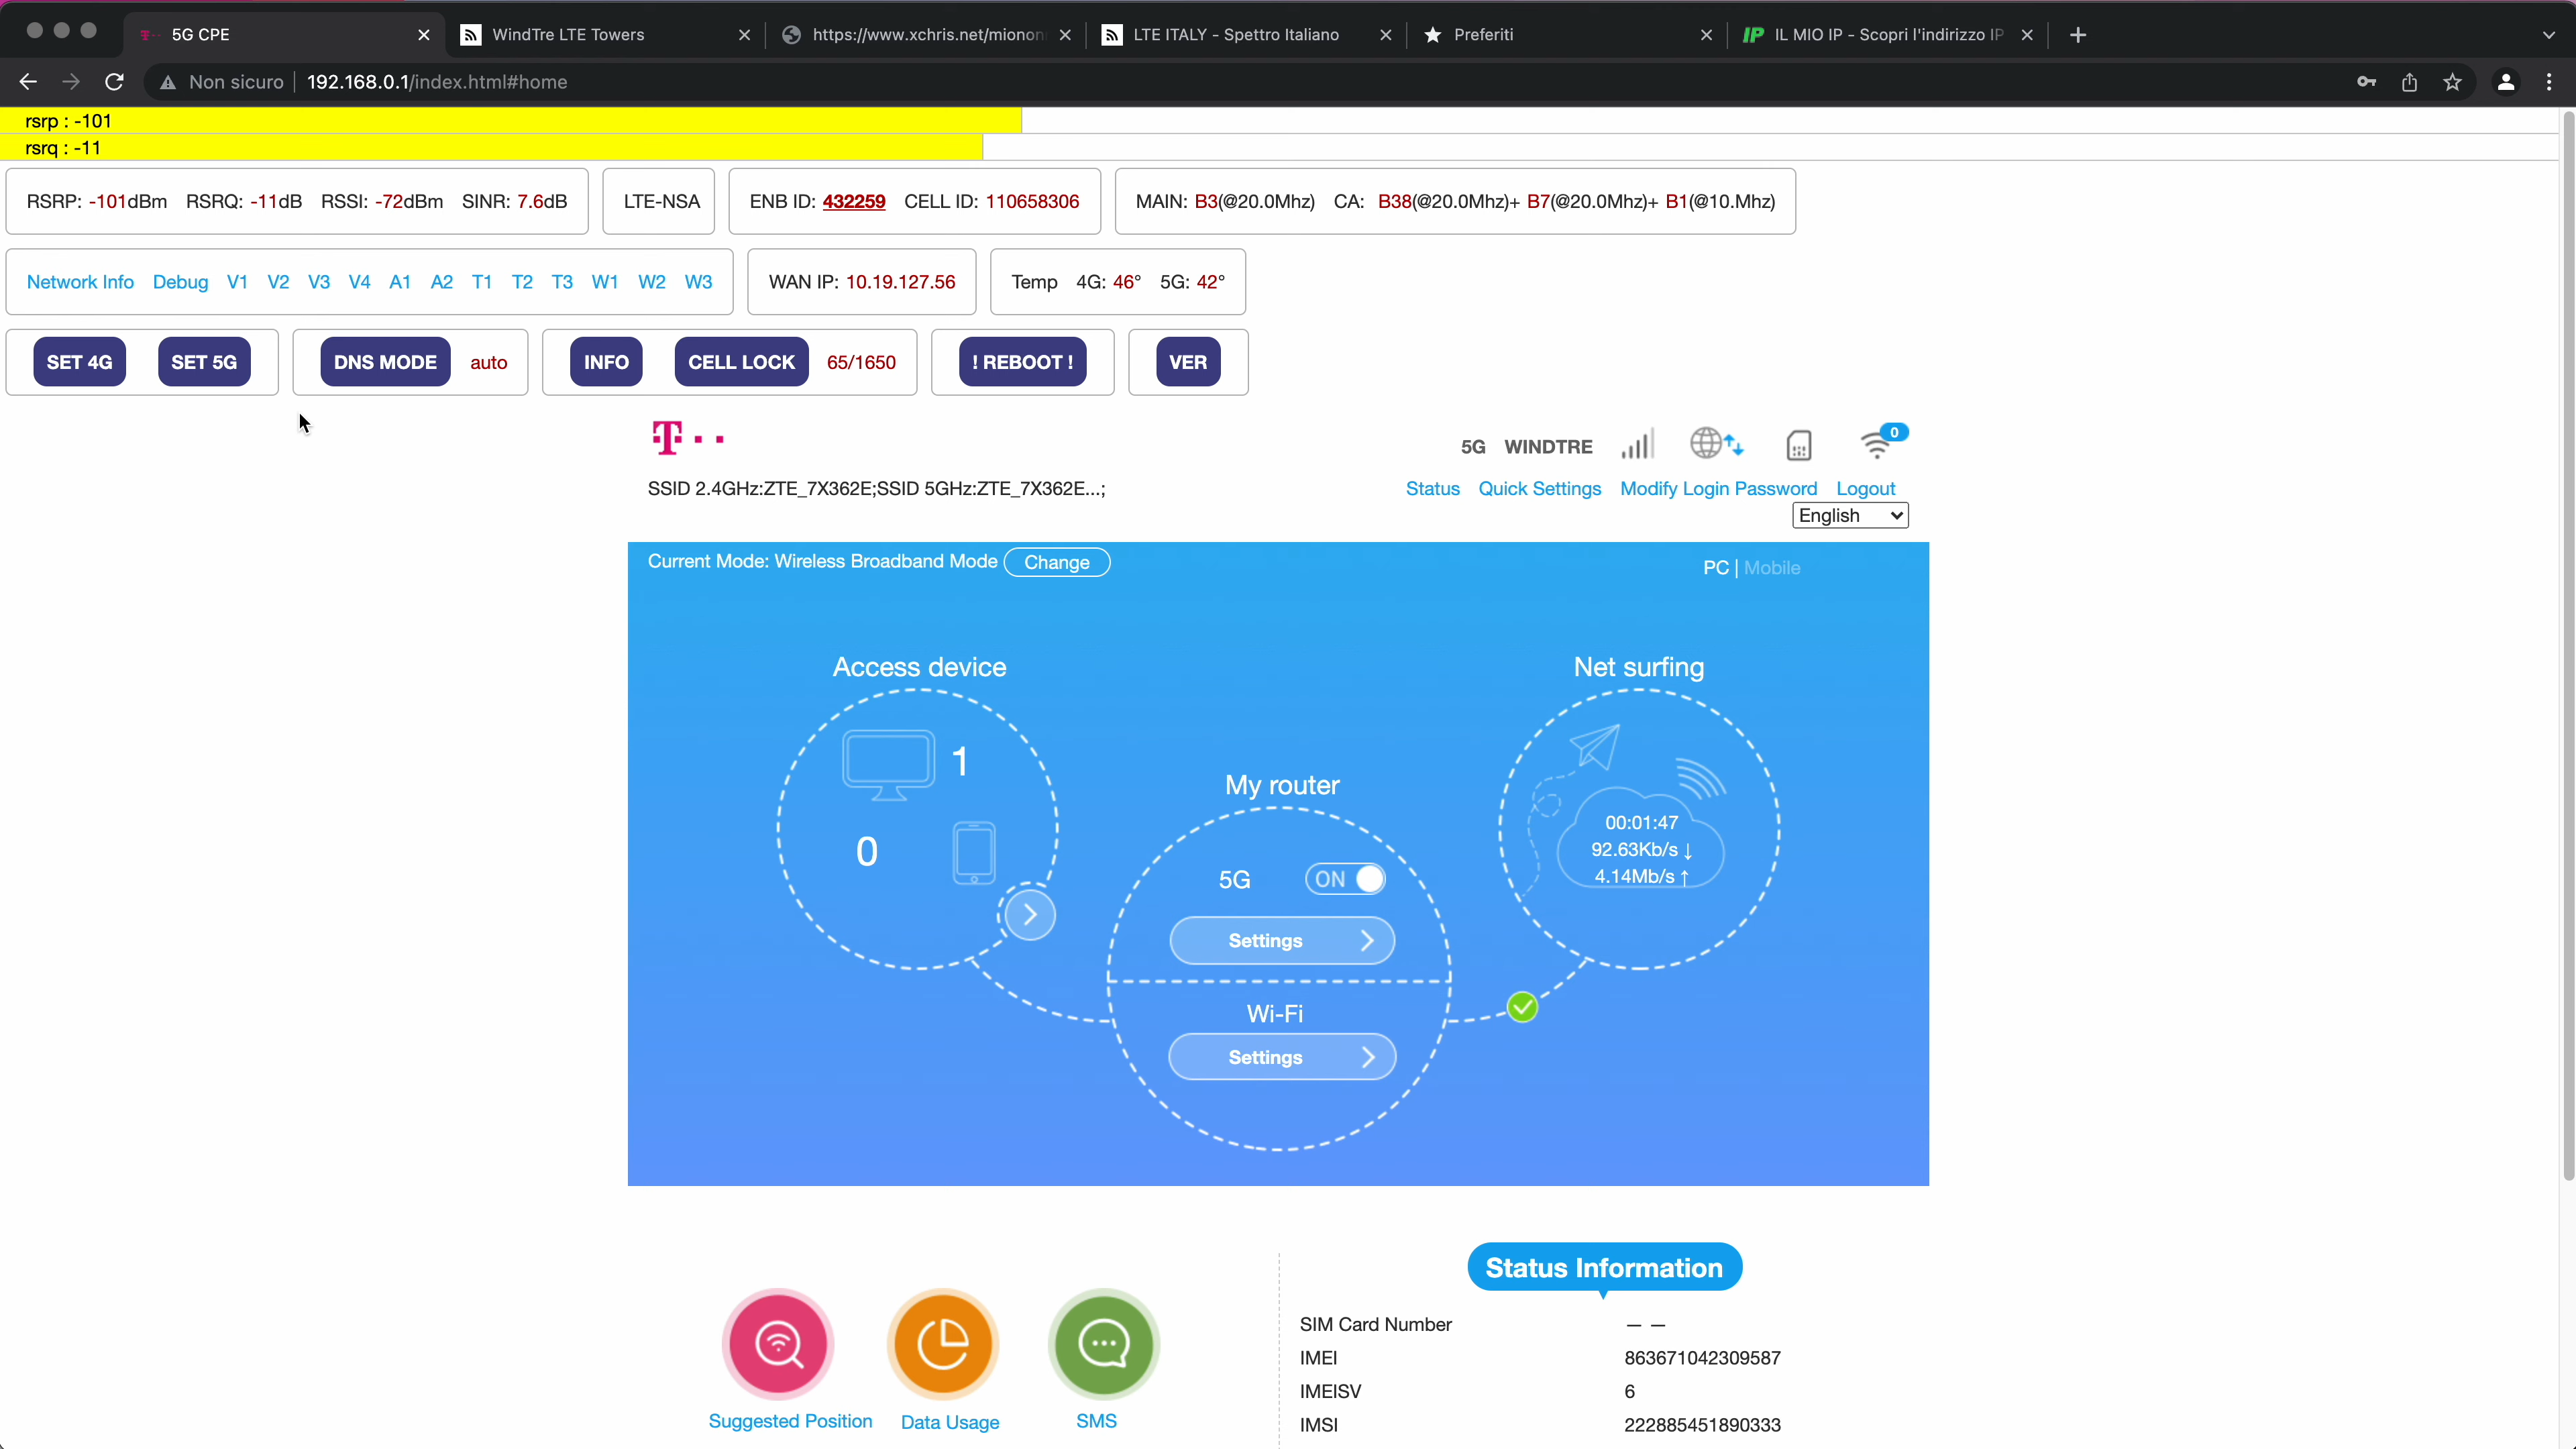 5G CPE
WindTre LTE Towers
https://www.xchris.net/mionon
LTE ITALY - Spettro Italiano
Preferiti
IP IL MIO IP - Scopri l'indirizzo IP
Non sicuro 192.168.0.1/index.html#home
rsrp : -101
rsrq : -11
RSRP: -101dBm RSRQ: -11dB RSSI: -72dBm SINR: 7.6dB LTE-NSA ENB ID: 432259 CELL ID: 110658306 MAIN: B3(@20.0Mhz) CA: B38(@20.0Mhz)+ B7(@20.0Mhz)+ B1(@10.Mhz)
Network Info Debug V1 V2 V3 V4 A1 A2 T1 T2 T3 W1 W2 W3 WAN IP: 10.19.127.56 Temp 4G: 46° 5G: 42°
SET 4G SET 5G DNS MODE auto INFO CELL LOCK 65/1650 ! REBOOT ! VER
T
5G WINDTRE 0
SSID 2.4GHz:ZTE_7X362E;SSID 5GHz:ZTE_7X362E...;
Status Quick Settings Modify Login Password Logout
English
Current Mode: Wireless Broadband Mode Change
PC | Mobile
Access device
1
0
My router
5G ON
Settings
Wi-Fi
Settings
Net surfing
00:01:47
92.63Kb/s ↓
4.14Mb/s ↑
Suggested Position
Data Usage
SMS
Status Information
SIM Card Number – –
IMEI 863671042309587
IMEISV 6
IMSI 222885451890333